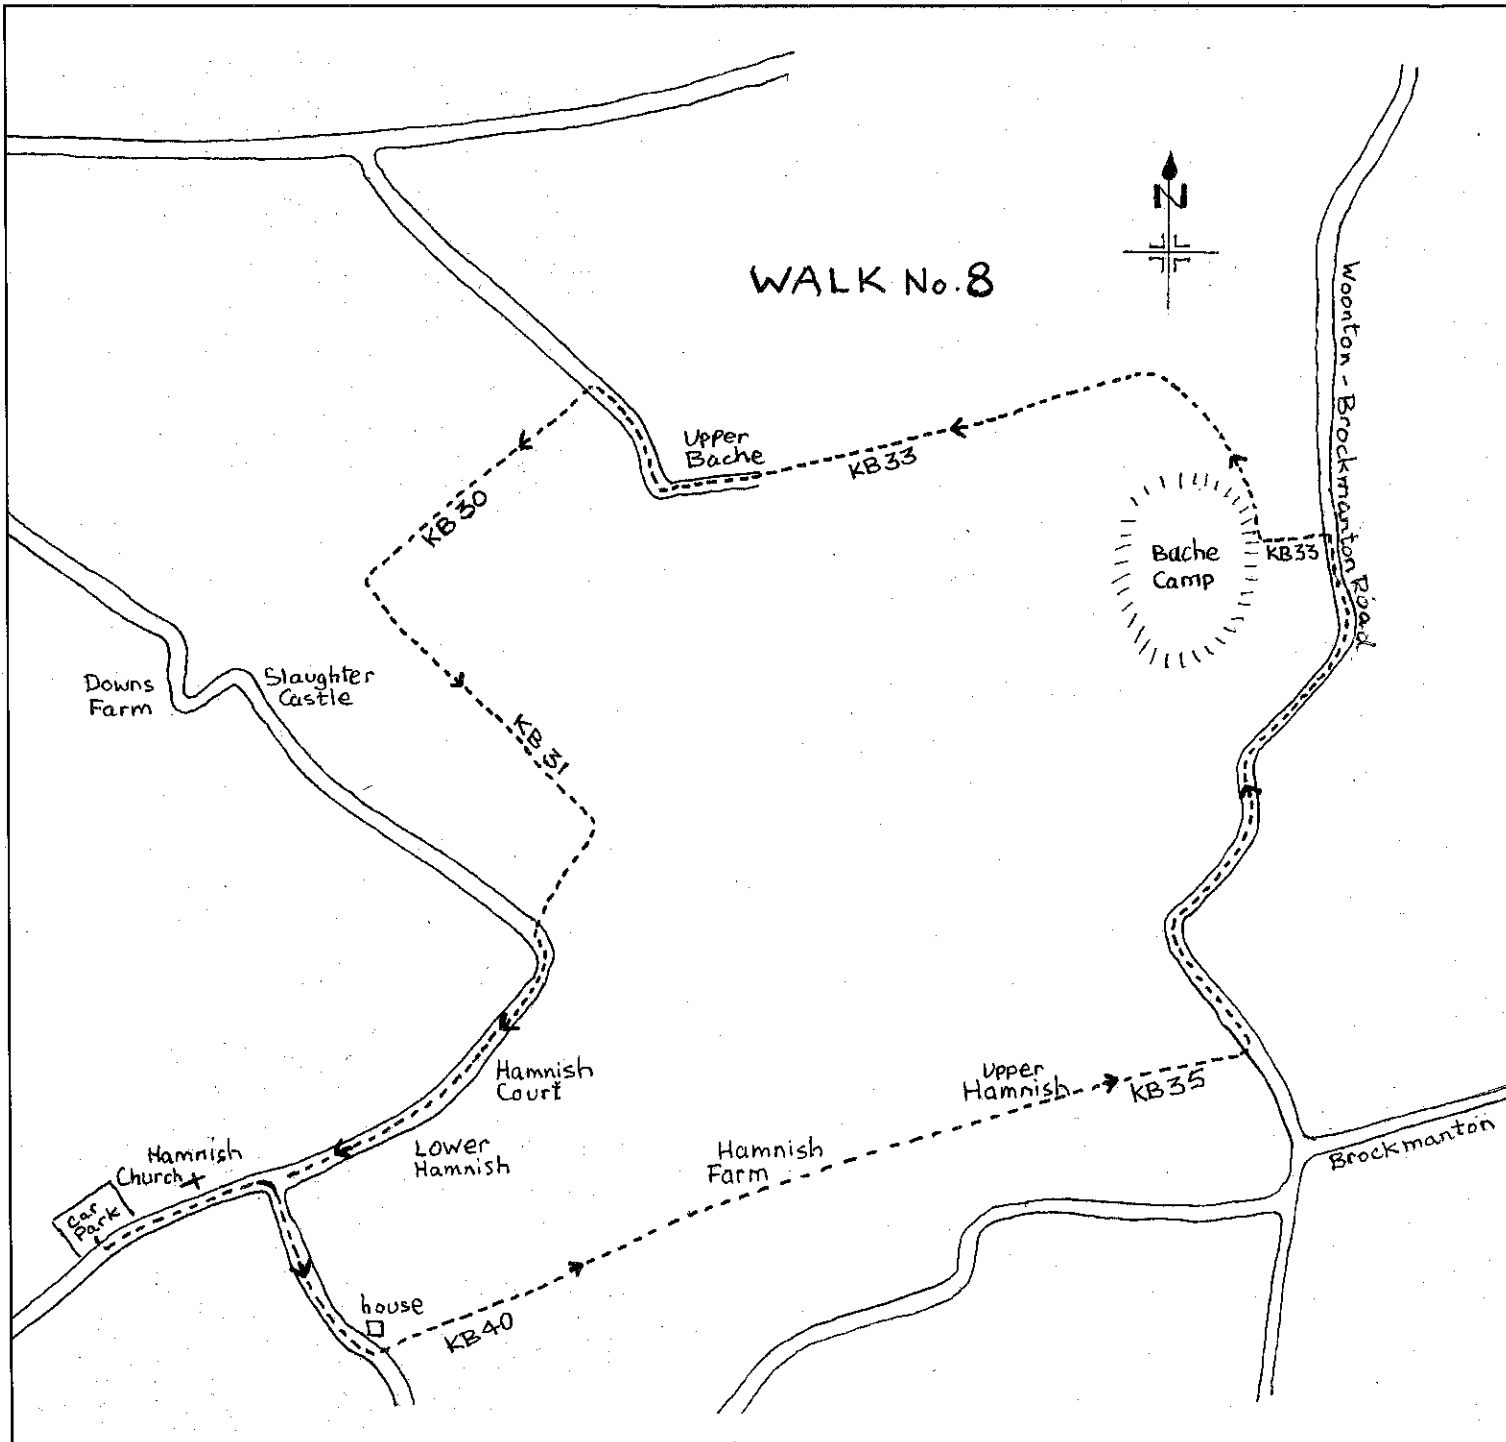 N
WALK No. 8
Woonton - Brockmanton Road
Upper
Bache
KB33
KB30
Bache
Camp
KB33
Downs
Farm
Slaughter
Castle
KB31
Hamnish
Court
Upper
Hamnish
KB35
Hamnish
Church
Lower
Hamnish
Hamnish
Farm
Brockmanton
Car
Park
house
KB40